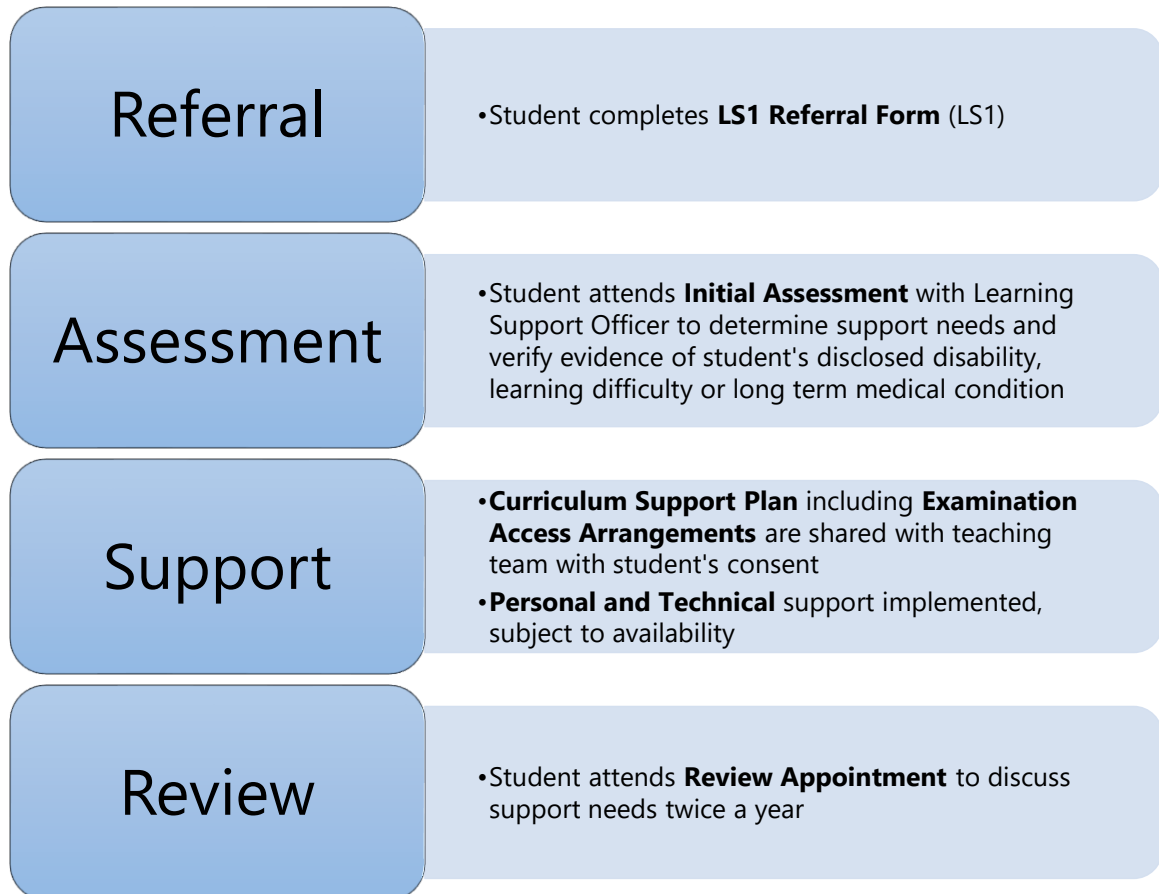 Referral
•Student completes LS1 Referral Form (LS1)
Assessment
•Student attends Initial Assessment with Learning
Support Officer to determine support needs and
verify evidence of student's disclosed disability,
learning difficulty or long term medical condition
Support
•Curriculum Support Plan including Examination
Access Arrangements are shared with teaching
team with student's consent
•Personal and Technical support implemented,
subject to availability
Review
•Student attends Review Appointment to discuss
support needs twice a year